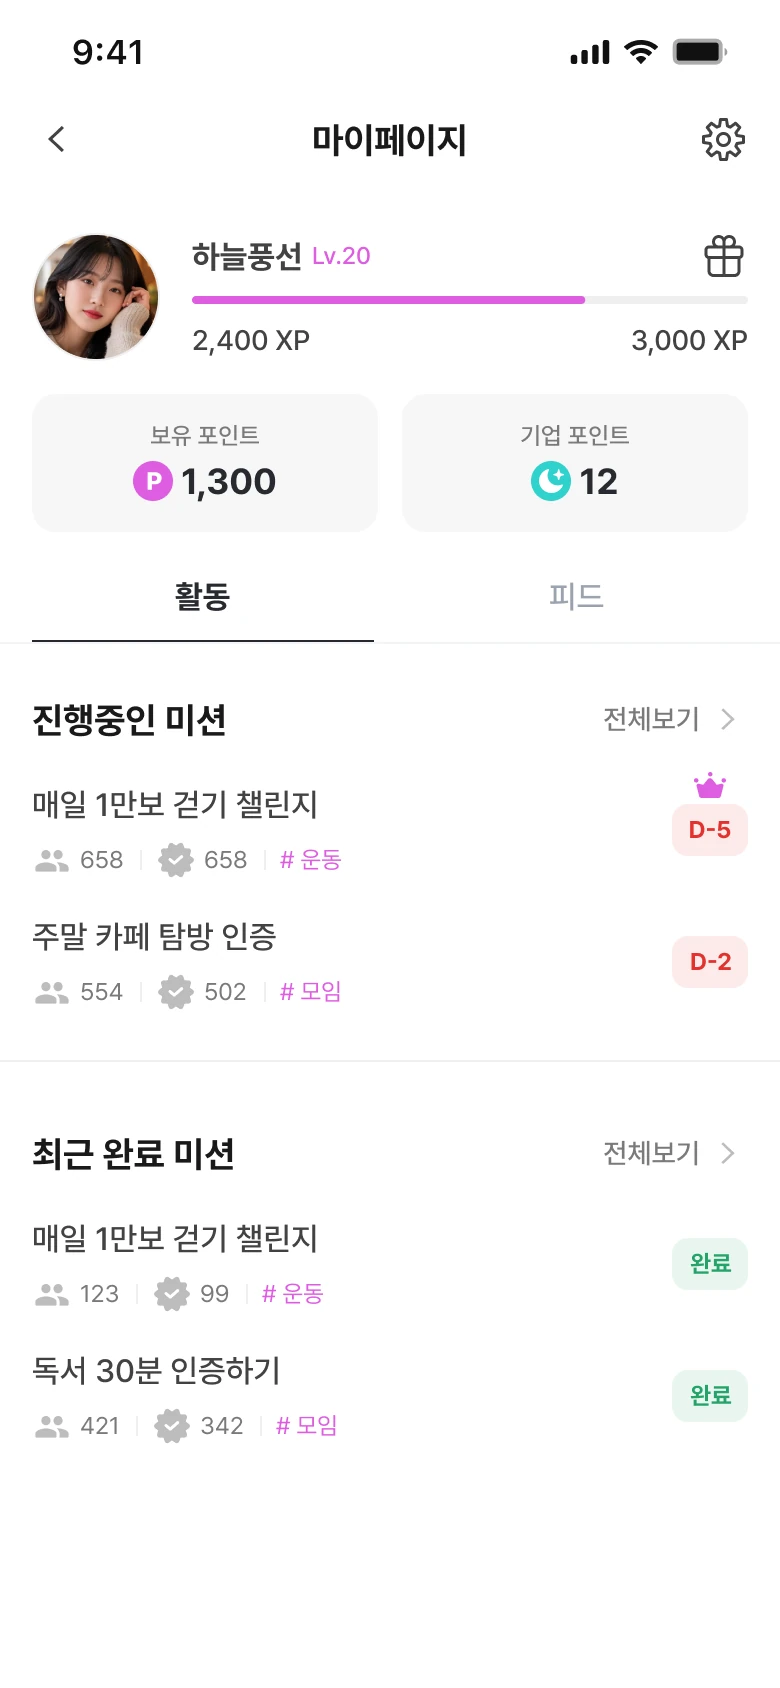 9:41
마이페이지
하늘풍선 Lv.20
2,400 XP 3,000 XP
보유 포인트 기업 포인트
P 1,300 12
활동 피드
진행중인 미션 전체보기
매일 1만보 걷기 챌린지
D-5
658 658 # 운동
주말 카페 탐방 인증
D-2
554 502 # 모임
최근 완료 미션 전체보기
매일 1만보 걷기 챌린지
완료
123 99 # 운동
독서 30분 인증하기
완료
421 342 # 모임